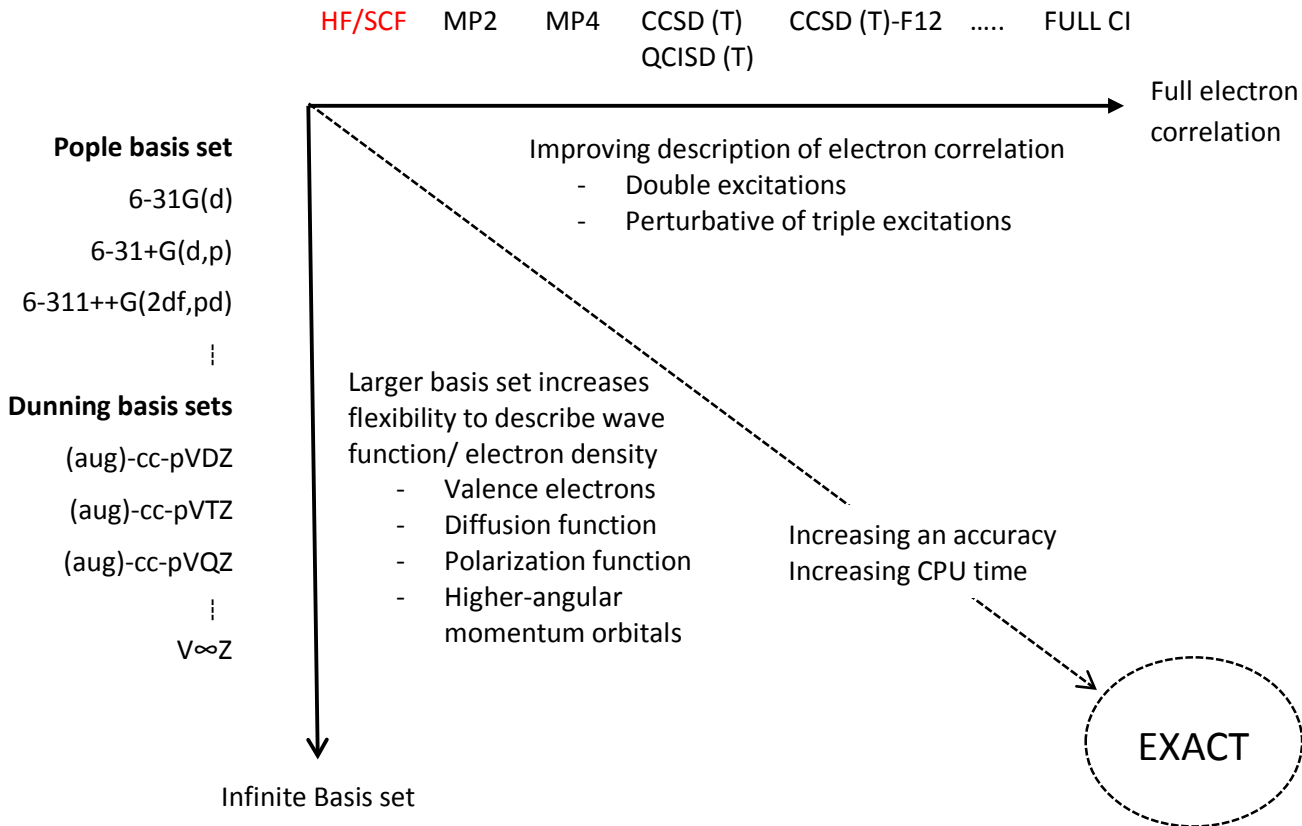 HF/SCF MP2 MP4 CCSD (T) CCSD (T)-F12 ..... FULL CI
QCISD (T)
Full electron
correlation
Pople basis set
6-31G(d)
6-31+G(d,p)
6-311++G(2df,pd)
Improving description of electron correlation
- Double excitations
- Perturbative of triple excitations
Dunning basis sets
(aug)-cc-pVDZ
(aug)-cc-pVTZ
(aug)-cc-pVQZ
V∞Z
Larger basis set increases
flexibility to describe wave
function/ electron density
- Valence electrons
- Diffusion function
- Polarization function
- Higher-angular
momentum orbitals
Increasing an accuracy
Increasing CPU time
EXACT
Infinite Basis set